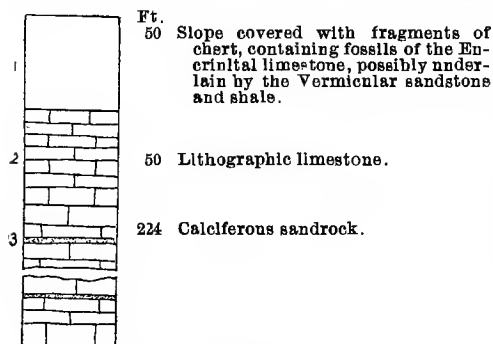 Ft.
50 Slope covered with fragments of
chert, containing fossils of the En-
crinital limestone, possibly under-
lain by the Vermicular sandstone
and shale.
1
2 50 Lithographic limestone.
224 Calciferous sandrock.
3